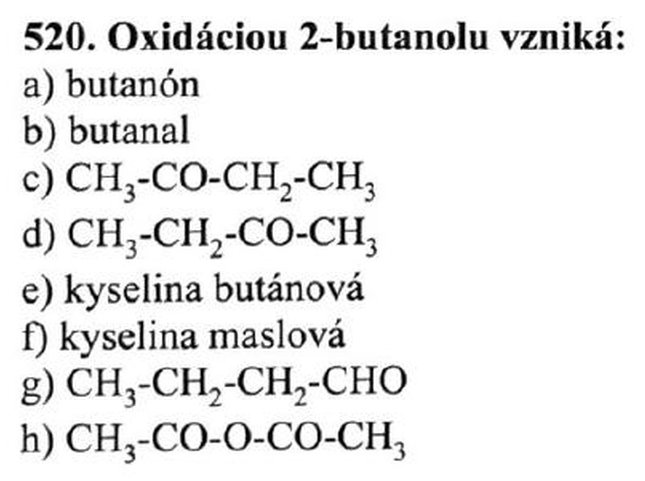 520. Oxidáciou 2-butanolu vzniká:
a) butanón
b) butanal
c) CH₃-CO-CH₂-CH₃
d) CH₃-CH₂-CO-CH₃
e) kyselina butánová
f) kyselina maslová
g) CH₃-CH₂-CH₂-CHO
h) CH₃-CO-O-CO-CH₃